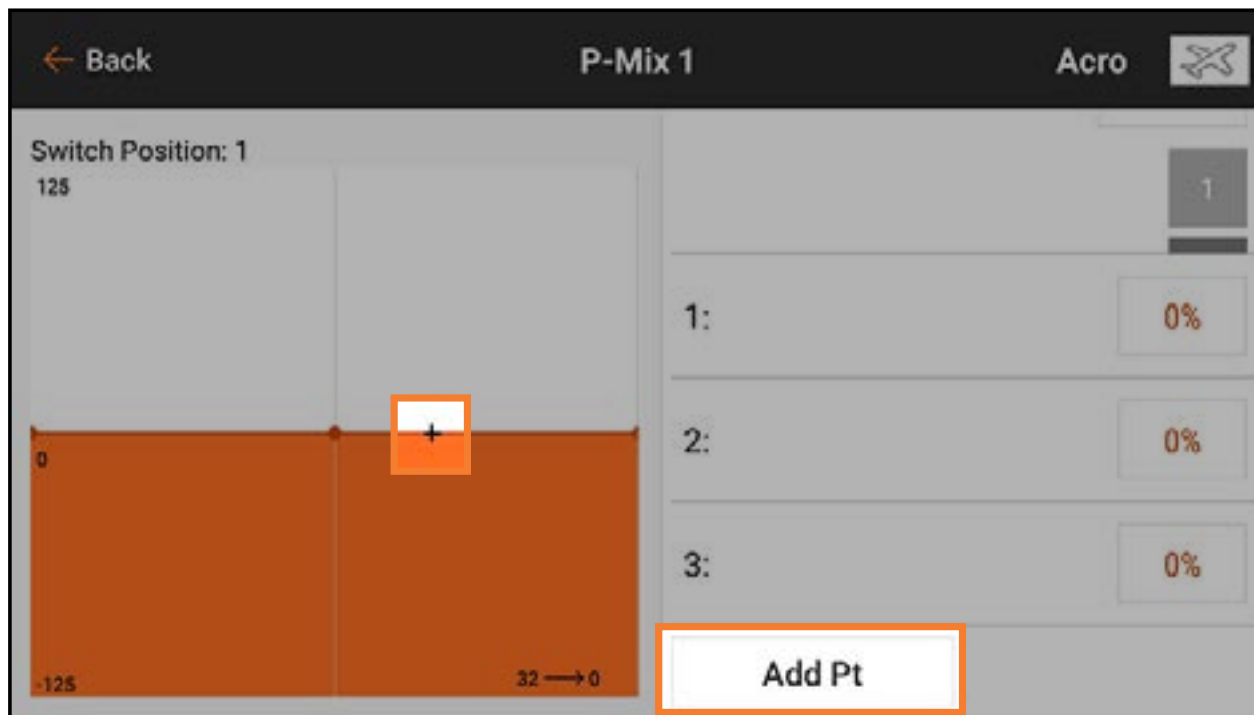 ← Back P-Mix 1 Acro
Switch Position: 1
125
0
-125
32 → 0
1
1: 0%
2: 0%
3: 0%
Add Pt